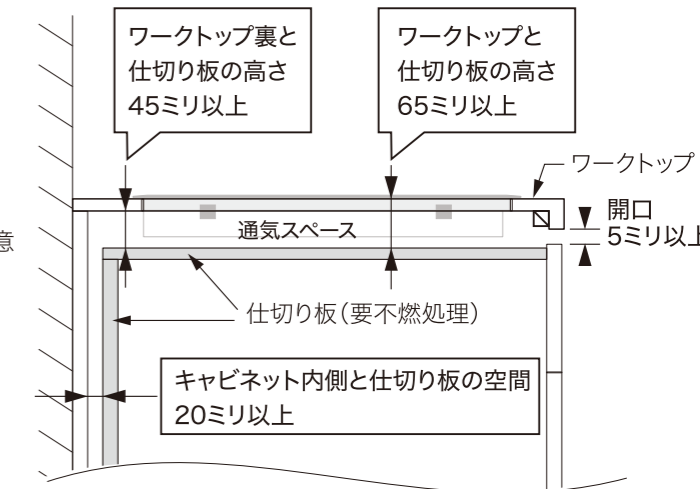 ワークトップ裏と
仕切り板の高さ
45ミリ以上
ワークトップと
仕切り板の高さ
65ミリ以上
ワークトップ
開口
5ミリ以上
意
通気スペース
仕切り板(要不燃処理)
キャビネット内側と仕切り板の空間
20ミリ以上